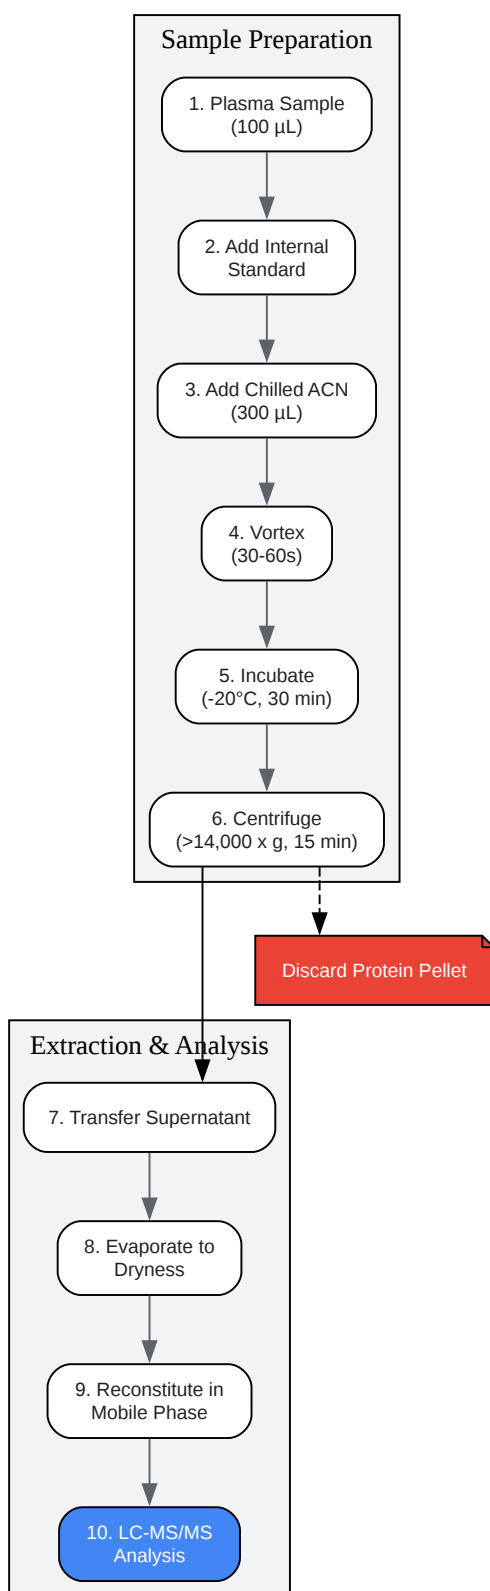 Sample Preparation
1. Plasma Sample
(100 µL)
2. Add Internal
Standard
3. Add Chilled ACN
(300 µL)
4. Vortex
(30-60s)
5. Incubate
(-20°C, 30 min)
6. Centrifuge
(>14,000 x g, 15 min)
Discard Protein Pellet
Extraction & Analysis
7. Transfer Supernatant
8. Evaporate to
Dryness
9. Reconstitute in
Mobile Phase
10. LC-MS/MS
Analysis